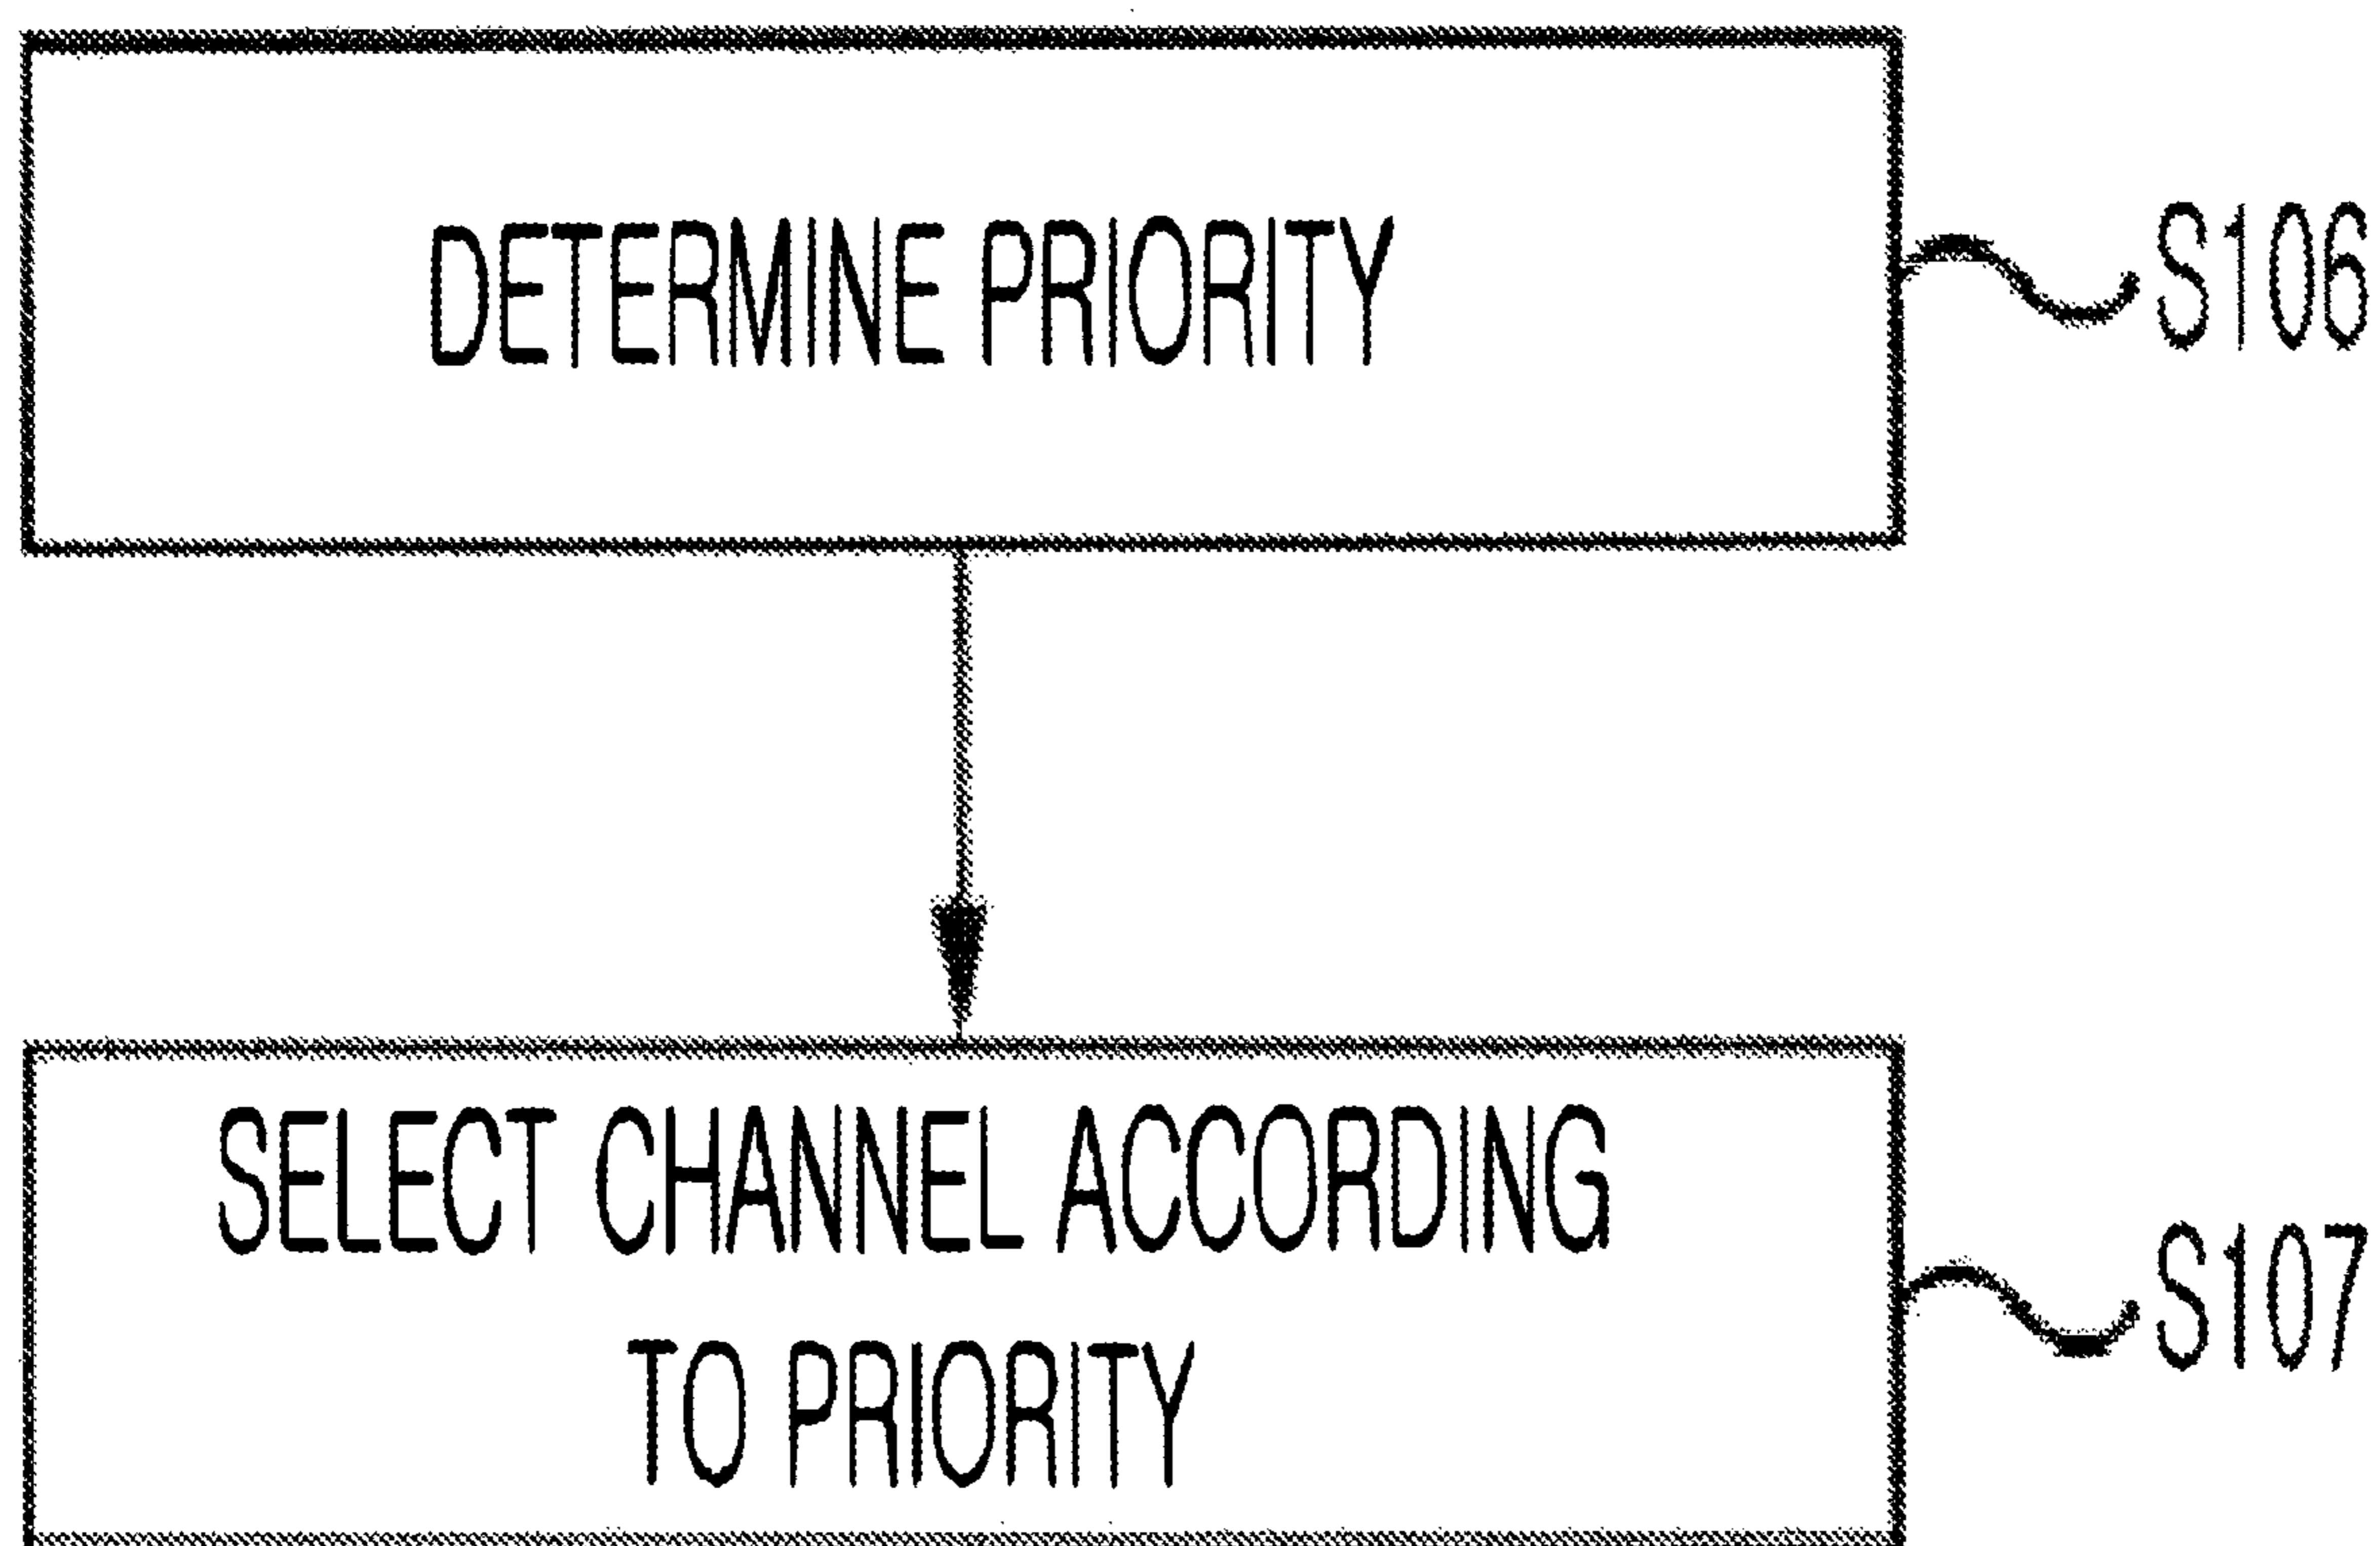 DETERMINE PRIORITY
S106
SELECT CHANNEL ACCORDING
TO PRIORITY
S107